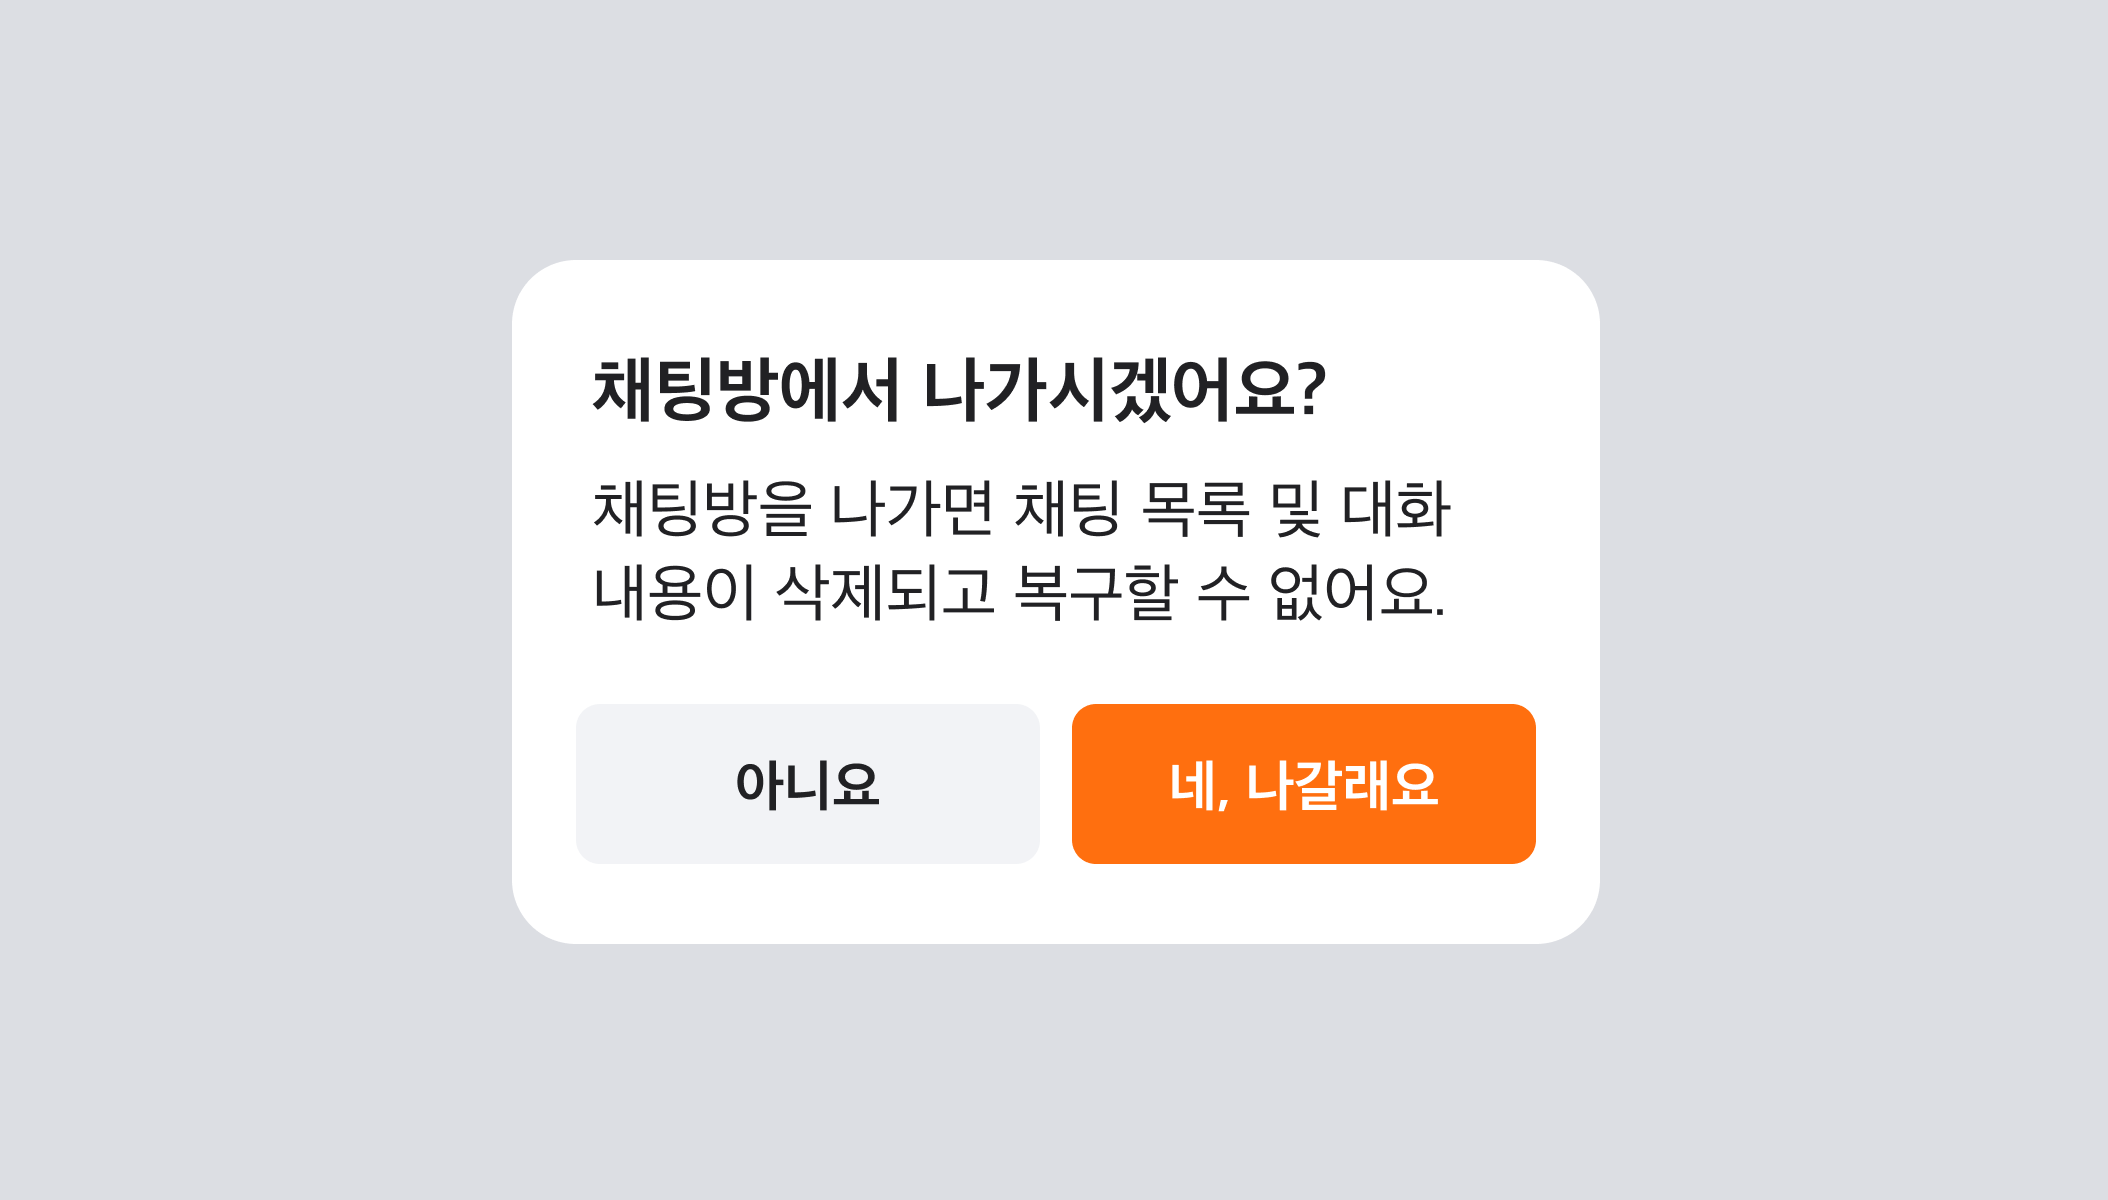 채팅방에서 나가시겠어요?
채팅방을 나가면 채팅 목록 및 대화
내용이 삭제되고 복구할 수 없어요.
아니요
네, 나갈래요